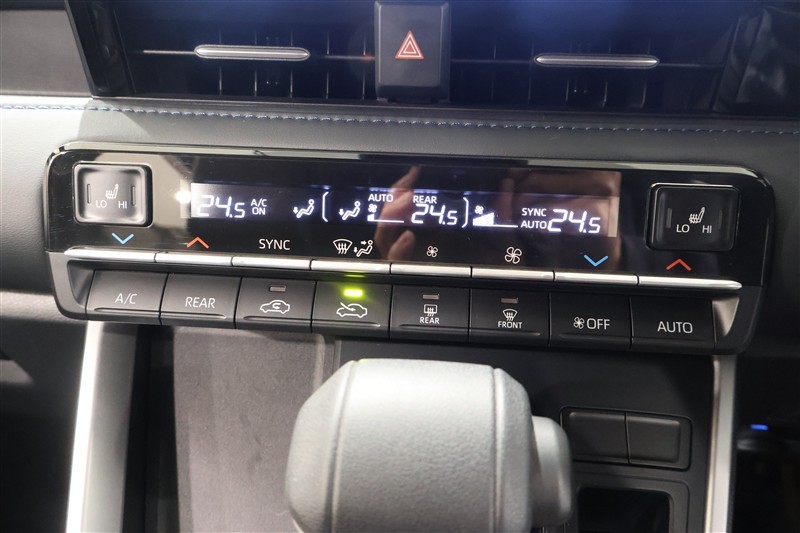 LO HI
24.5 A/C ON
AUTO REAR 24.5
SYNC AUTO 24.5
LO HI
SYNC
A/C
REAR
REAR
FRONT
OFF
AUTO